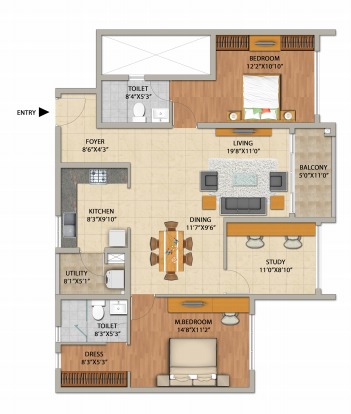 BEDROOM
12'2"X10'10"
TOILET
8'4"X5'3"
ENTRY
FOYER
8'6"X4'3"
LIVING
19'8"X11'0"
BALCONY
5'0"X11'0"
KITCHEN
8'3"X9'10"
DINING
11'7"X9'6"
STUDY
11'0"X8'10"
UTILITY
8'1"X5'1"
TOILET
8'3"X5'3"
M.BEDROOM
14'8"X11'2"
DRESS
8'3"X5'3"